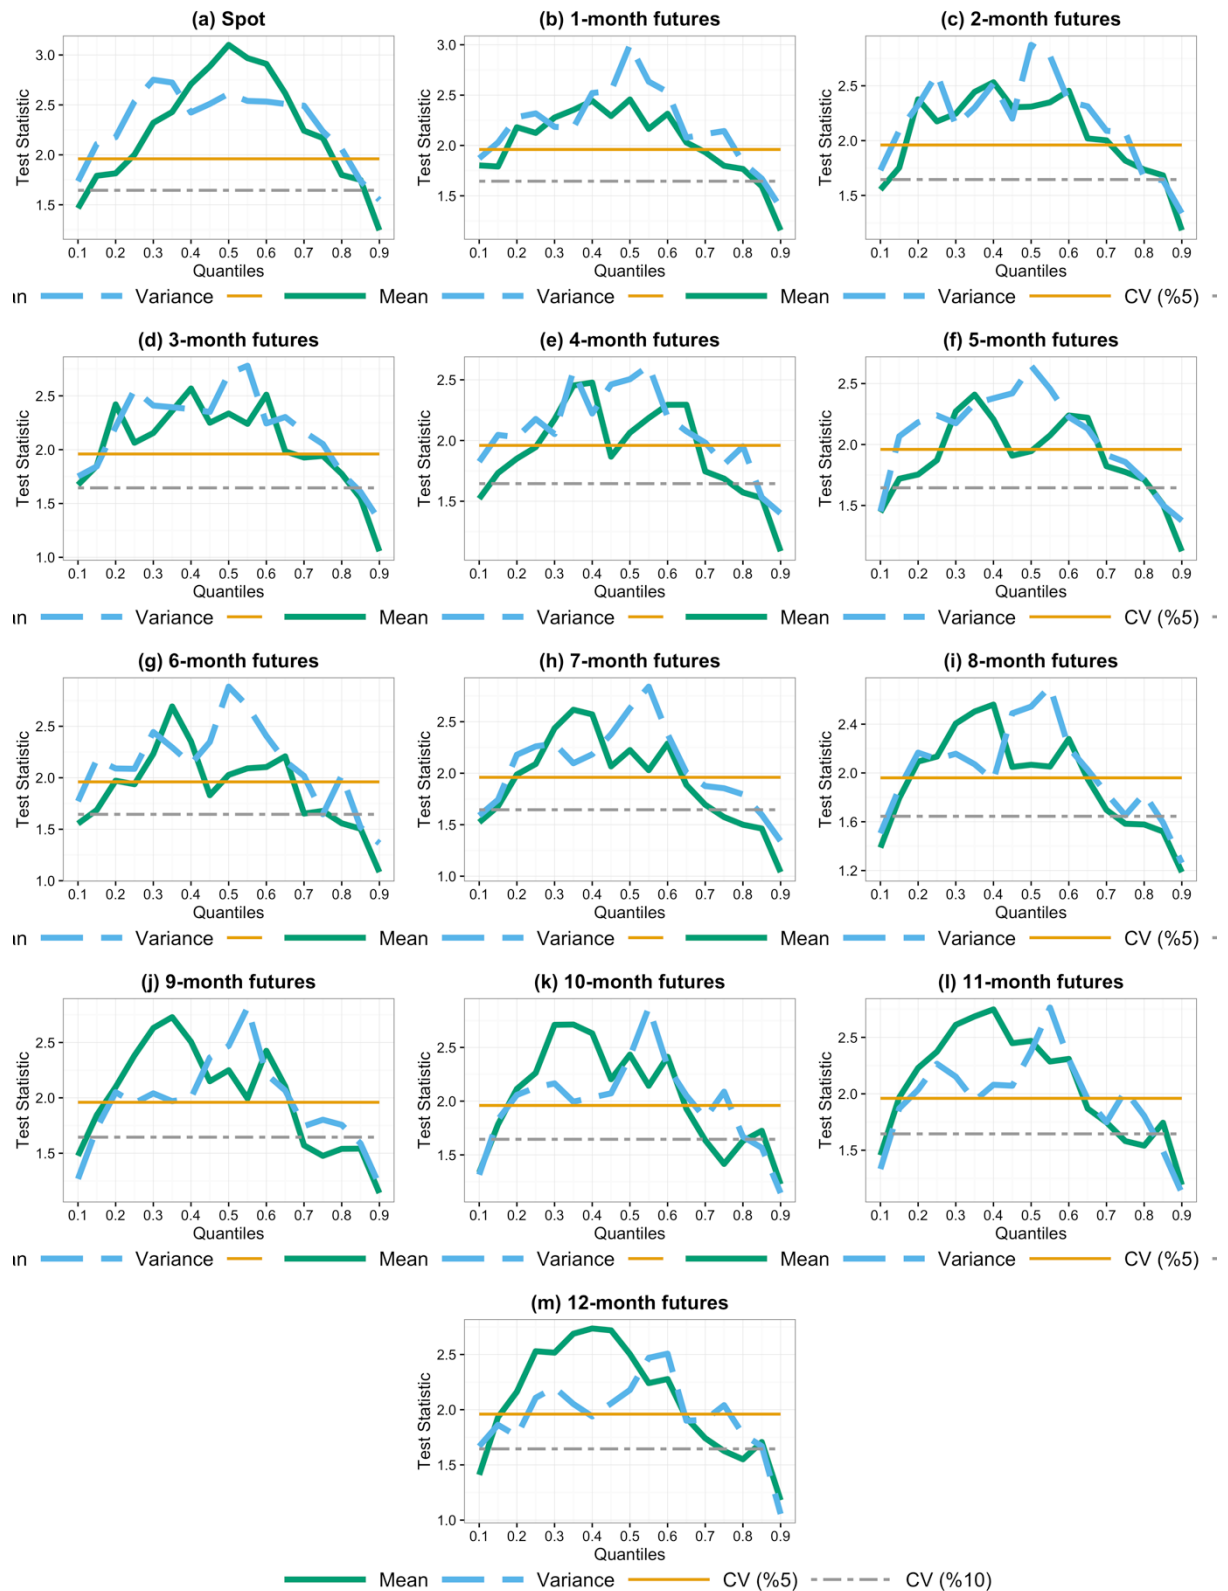 (a) Spot (b) 1-month futures (c) 2-month futures
Test Statistic 3.0 2.5 2.0 1.5
0.1 0.2 0.3 0.4 0.5 0.6 0.7 0.8 0.9
Quantiles
Test Statistic 3.0 2.5 2.0 1.5
0.1 0.2 0.3 0.4 0.5 0.6 0.7 0.8 0.9
Quantiles
Test Statistic 2.5 2.0 1.5
0.1 0.2 0.3 0.4 0.5 0.6 0.7 0.8 0.9
Quantiles
Variance Mean Variance Mean Variance CV (%5)
(d) 3-month futures (e) 4-month futures (f) 5-month futures
Test Statistic 2.5 2.0 1.5 1.0
0.1 0.2 0.3 0.4 0.5 0.6 0.7 0.8 0.9
Quantiles
Test Statistic 2.5 2.0 1.5
0.1 0.2 0.3 0.4 0.5 0.6 0.7 0.8 0.9
Quantiles
Test Statistic 2.5 2.0 1.5
0.1 0.2 0.3 0.4 0.5 0.6 0.7 0.8 0.9
Quantiles
Variance Mean Variance Mean Variance CV (%5)
(g) 6-month futures (h) 7-month futures (i) 8-month futures
Test Statistic 2.5 2.0 1.5 1.0
0.1 0.2 0.3 0.4 0.5 0.6 0.7 0.8 0.9
Quantiles
Test Statistic 2.5 2.0 1.5 1.0
0.1 0.2 0.3 0.4 0.5 0.6 0.7 0.8 0.9
Quantiles
Test Statistic 2.4 2.0 1.6 1.2
0.1 0.2 0.3 0.4 0.5 0.6 0.7 0.8 0.9
Quantiles
Variance Mean Variance Mean Variance CV (%5)
(j) 9-month futures (k) 10-month futures (l) 11-month futures
Test Statistic 2.5 2.0 1.5
0.1 0.2 0.3 0.4 0.5 0.6 0.7 0.8 0.9
Quantiles
Test Statistic 2.5 2.0 1.5
0.1 0.2 0.3 0.4 0.5 0.6 0.7 0.8 0.9
Quantiles
Test Statistic 2.5 2.0 1.5
0.1 0.2 0.3 0.4 0.5 0.6 0.7 0.8 0.9
Quantiles
Variance Mean Variance Mean Variance CV (%5)
(m) 12-month futures
Test Statistic 2.5 2.0 1.5 1.0
0.1 0.2 0.3 0.4 0.5 0.6 0.7 0.8 0.9
Quantiles
Mean Variance CV (%5) CV (%10)